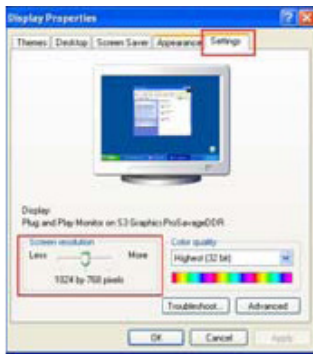 Display Properties
Themes Desktop Screen Saver Appearance Settings
Display:
Plug and Play Monitor on S3 Graphics ProSavageDDR
Screen resolution
Less More
1024 by 768 pixels
Color quality
Highest (32 bit)
Troubleshoot... Advanced
OK Cancel Apply